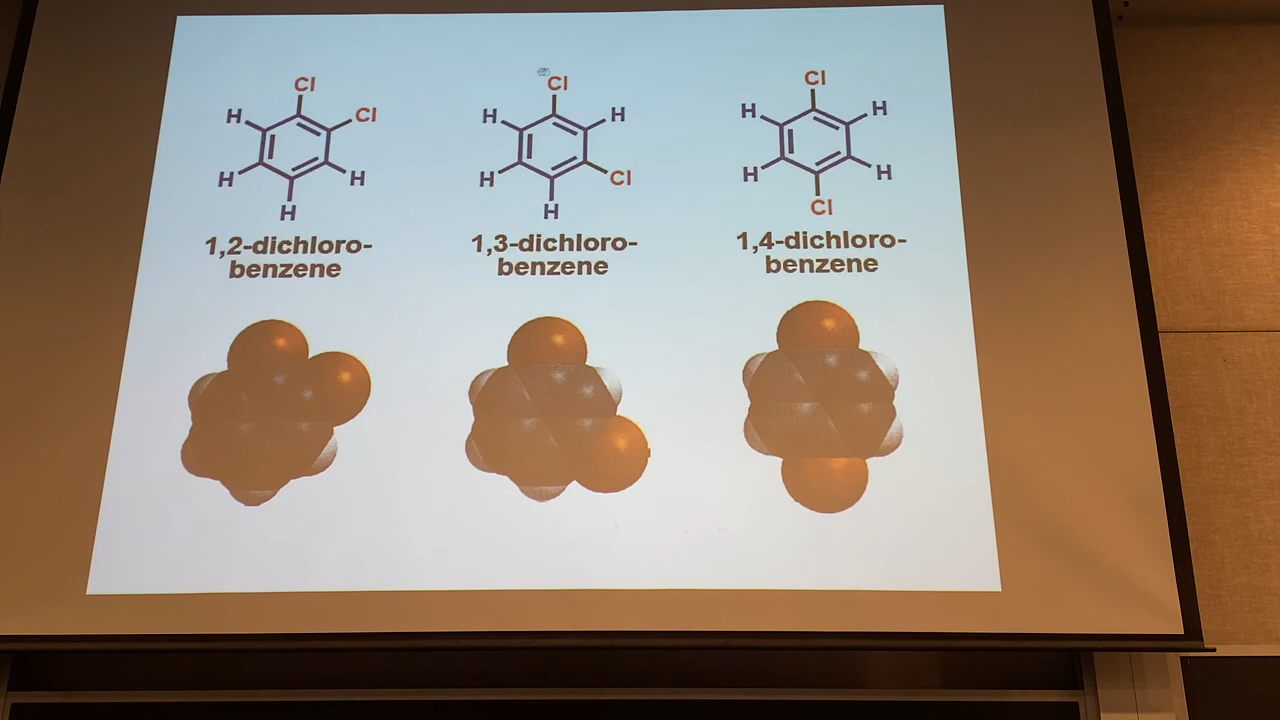 Cl
Cl
H
H
H
H
1,2-dichloro-
benzene
Cl
H
H
H
Cl
H
1,3-dichloro-
benzene
Cl
H
H
H
H
Cl
1,4-dichloro-
benzene